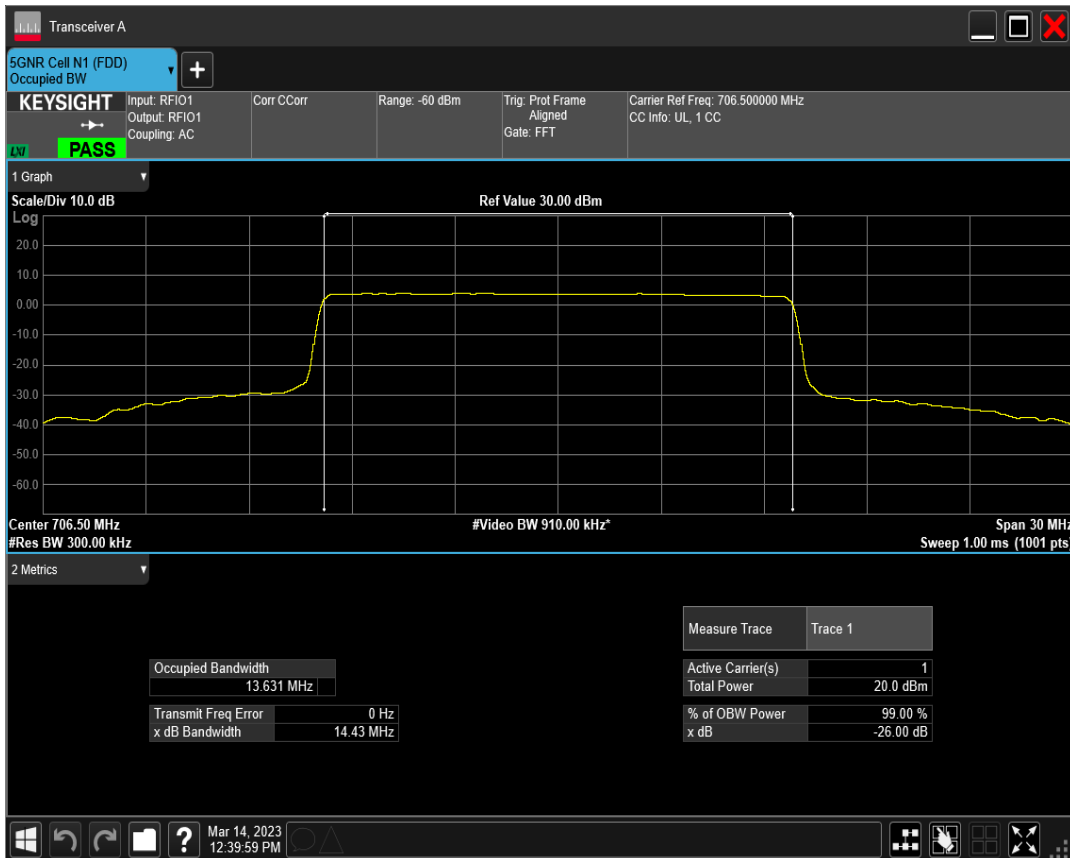 Transceiver A
5GNR Cell N1 (FDD)
Occupied BW
KEYSIGHT
LXI
PASS
Input: RFIO1
Output: RFIO1
Coupling: AC
Corr CCorr
Range: -60 dBm
Trig: Prot Frame
Aligned
Gate: FFT
Carrier Ref Freq: 706.500000 MHz
CC Info: UL, 1 CC
1 Graph
Scale/Div 10.0 dB
Ref Value 30.00 dBm
Log
20.0
10.0
0.00
-10.0
-20.0
-30.0
-40.0
-50.0
-60.0
Center 706.50 MHz
#Video BW 910.00 kHz*
Span 30 MHz
#Res BW 300.00 kHz
Sweep 1.00 ms (1001 pts)
2 Metrics
Measure Trace Trace 1
Occupied Bandwidth
13.631 MHz
Active Carrier(s) 1
Total Power 20.0 dBm
Transmit Freq Error 0 Hz
x dB Bandwidth 14.43 MHz
% of OBW Power 99.00 %
x dB -26.00 dB
?
Mar 14, 2023
12:39:59 PM